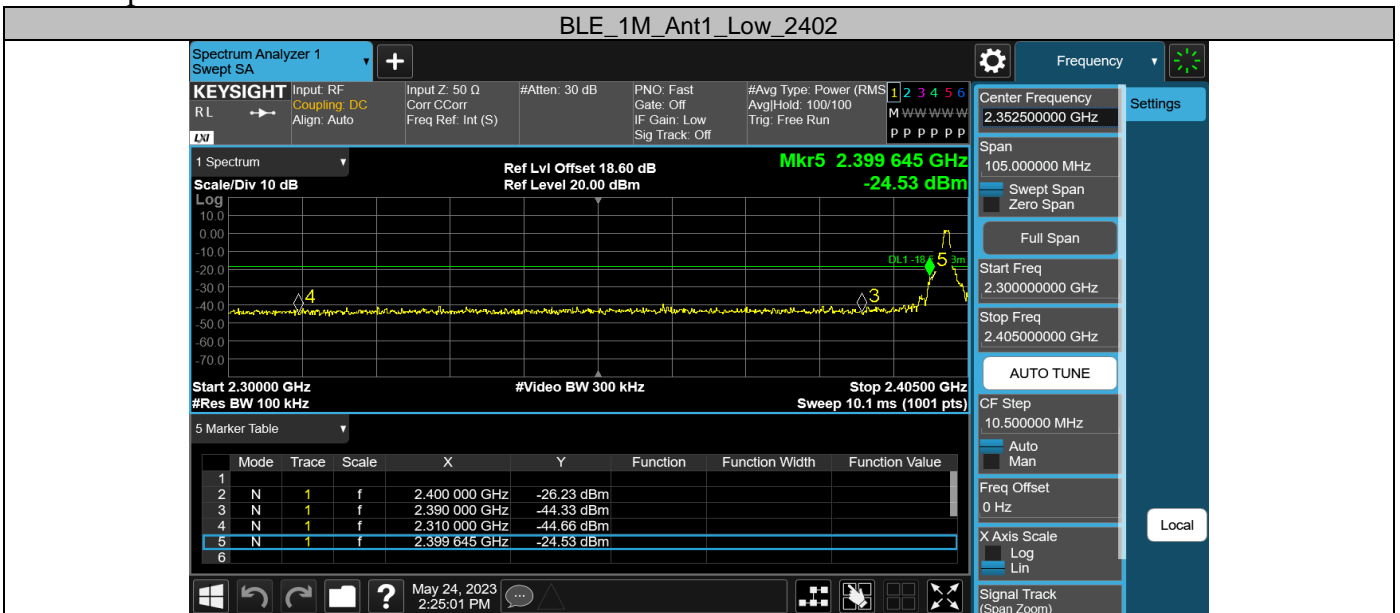 BLE_1M_Ant1_Low_2402
Spectrum Analyzer 1
Swept SA
Frequency
KEYSIGHT
R L
LXI
Input: RF
Coupling: DC
Align: Auto
Input Z: 50 Ω
Corr CCorr
Freq Ref: Int (S)
#Atten: 30 dB
PNO: Fast
Gate: Off
IF Gain: Low
Sig Track: Off
#Avg Type: Power (RMS
Avg|Hold: 100/100
Trig: Free Run
1 2 3 4 5 6
M W W W W W
P P P P P P
Center Frequency
2.352500000 GHz
Settings
Span
105.000000 MHz
Swept Span
Zero Span
Full Span
Start Freq
2.300000000 GHz
Stop Freq
2.405000000 GHz
AUTO TUNE
CF Step
10.500000 MHz
Auto
Man
Freq Offset
0 Hz
X Axis Scale
Log
Lin
Signal Track
(Span Zoom)
Local
1 Spectrum
Scale/Div 10 dB
Log
Ref Lvl Offset 18.60 dB
Ref Level 20.00 dBm
Mkr5 2.399 645 GHz
-24.53 dBm
10.0
0.00
-10.0
-20.0
-30.0
-40.0
-50.0
-60.0
-70.0
DL1 -18
5
4
3
Start 2.30000 GHz
#Res BW 100 kHz
#Video BW 300 kHz
Stop 2.40500 GHz
Sweep 10.1 ms (1001 pts)
5 Marker Table
Mode Trace Scale X Y Function Function Width Function Value
1
2 N 1 f 2.400 000 GHz -26.23 dBm
3 N 1 f 2.390 000 GHz -44.33 dBm
4 N 1 f 2.310 000 GHz -44.66 dBm
5 N 1 f 2.399 645 GHz -24.53 dBm
6
?
May 24, 2023
2:25:01 PM